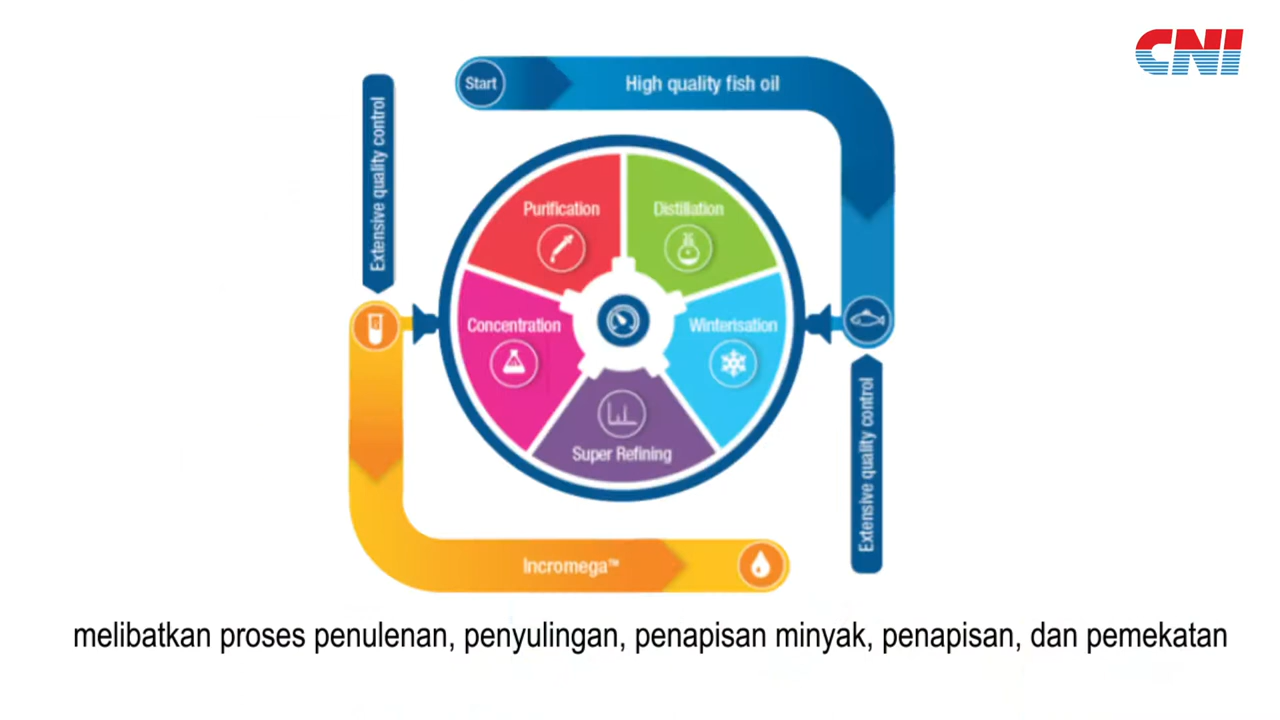 CNI
Start
High quality fish oil
Extensive quality control
Purification
Distillation
Concentration
Winterisation
Super Refining
Extensive quality control
Incromega™
melibatkan proses penulenan, penyulingan, penapisan minyak, penapisan, dan pemekatan